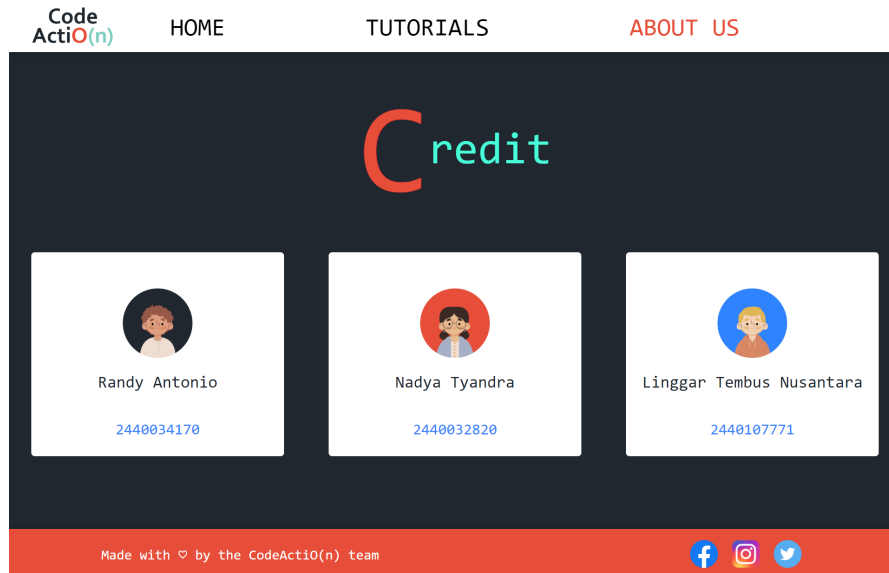 Code
ActiO(n)
HOME TUTORIALS ABOUT US
Credit
Randy Antonio
2440034170
Nadya Tyandra
2440032820
Linggar Tembus Nusantara
2440107771
Made with ♡ by the CodeActiO(n) team